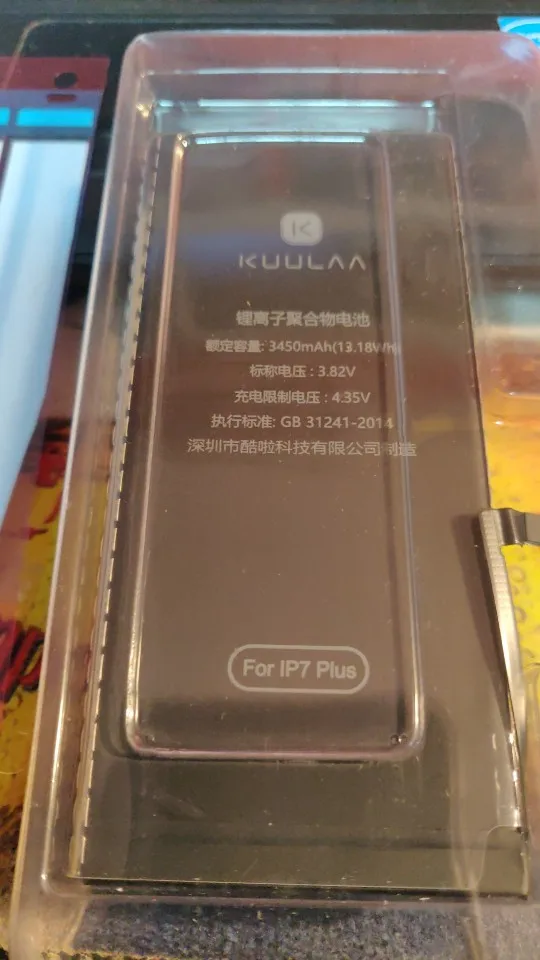 K
KUULAA
锂离子聚合物电池
额定容量: 3450mAh(13.18Wh)
标称电压 : 3.82V
充电限制电压 : 4.35V
执行标准: GB 31241-2014
深圳市酷啦科技有限公司制造
For IP7 Plus